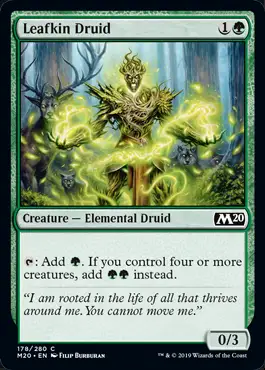 Leafkin Druid 1
Creature — Elemental Druid M20
: Add . If you control four or more
creatures, add instead.
"I am rooted in the life of all that thrives
around me. You cannot move me."
0/3
178/280 C
M20 • EN FILIP BURBURAN ™ & © 2019 Wizards of the Coast